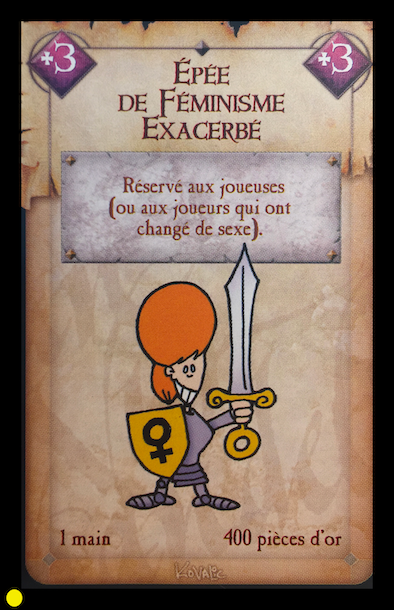 +3 +3
Épée
de Féminisme
Exacerbé
Réservé aux joueuses
(ou aux joueurs qui ont
changé de sexe).
1 main 400 pièces d'or
Kovalic